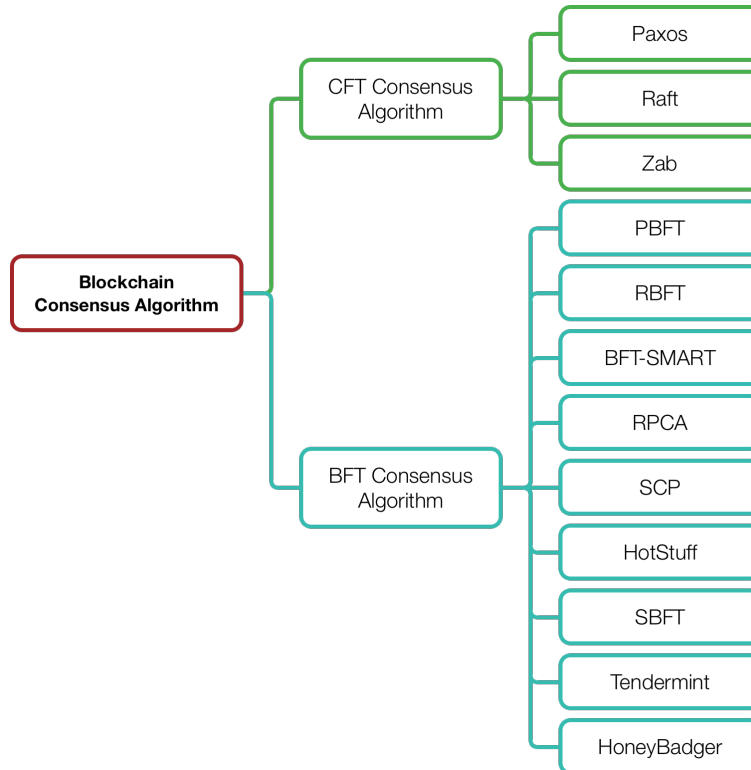 Paxos
CFT Consensus
Algorithm
Raft
Zab
PBFT
Blockchain
Consensus Algorithm
RBFT
BFT-SMART
RPCA
BFT Consensus
Algorithm
SCP
HotStuff
SBFT
Tendermint
HoneyBadger